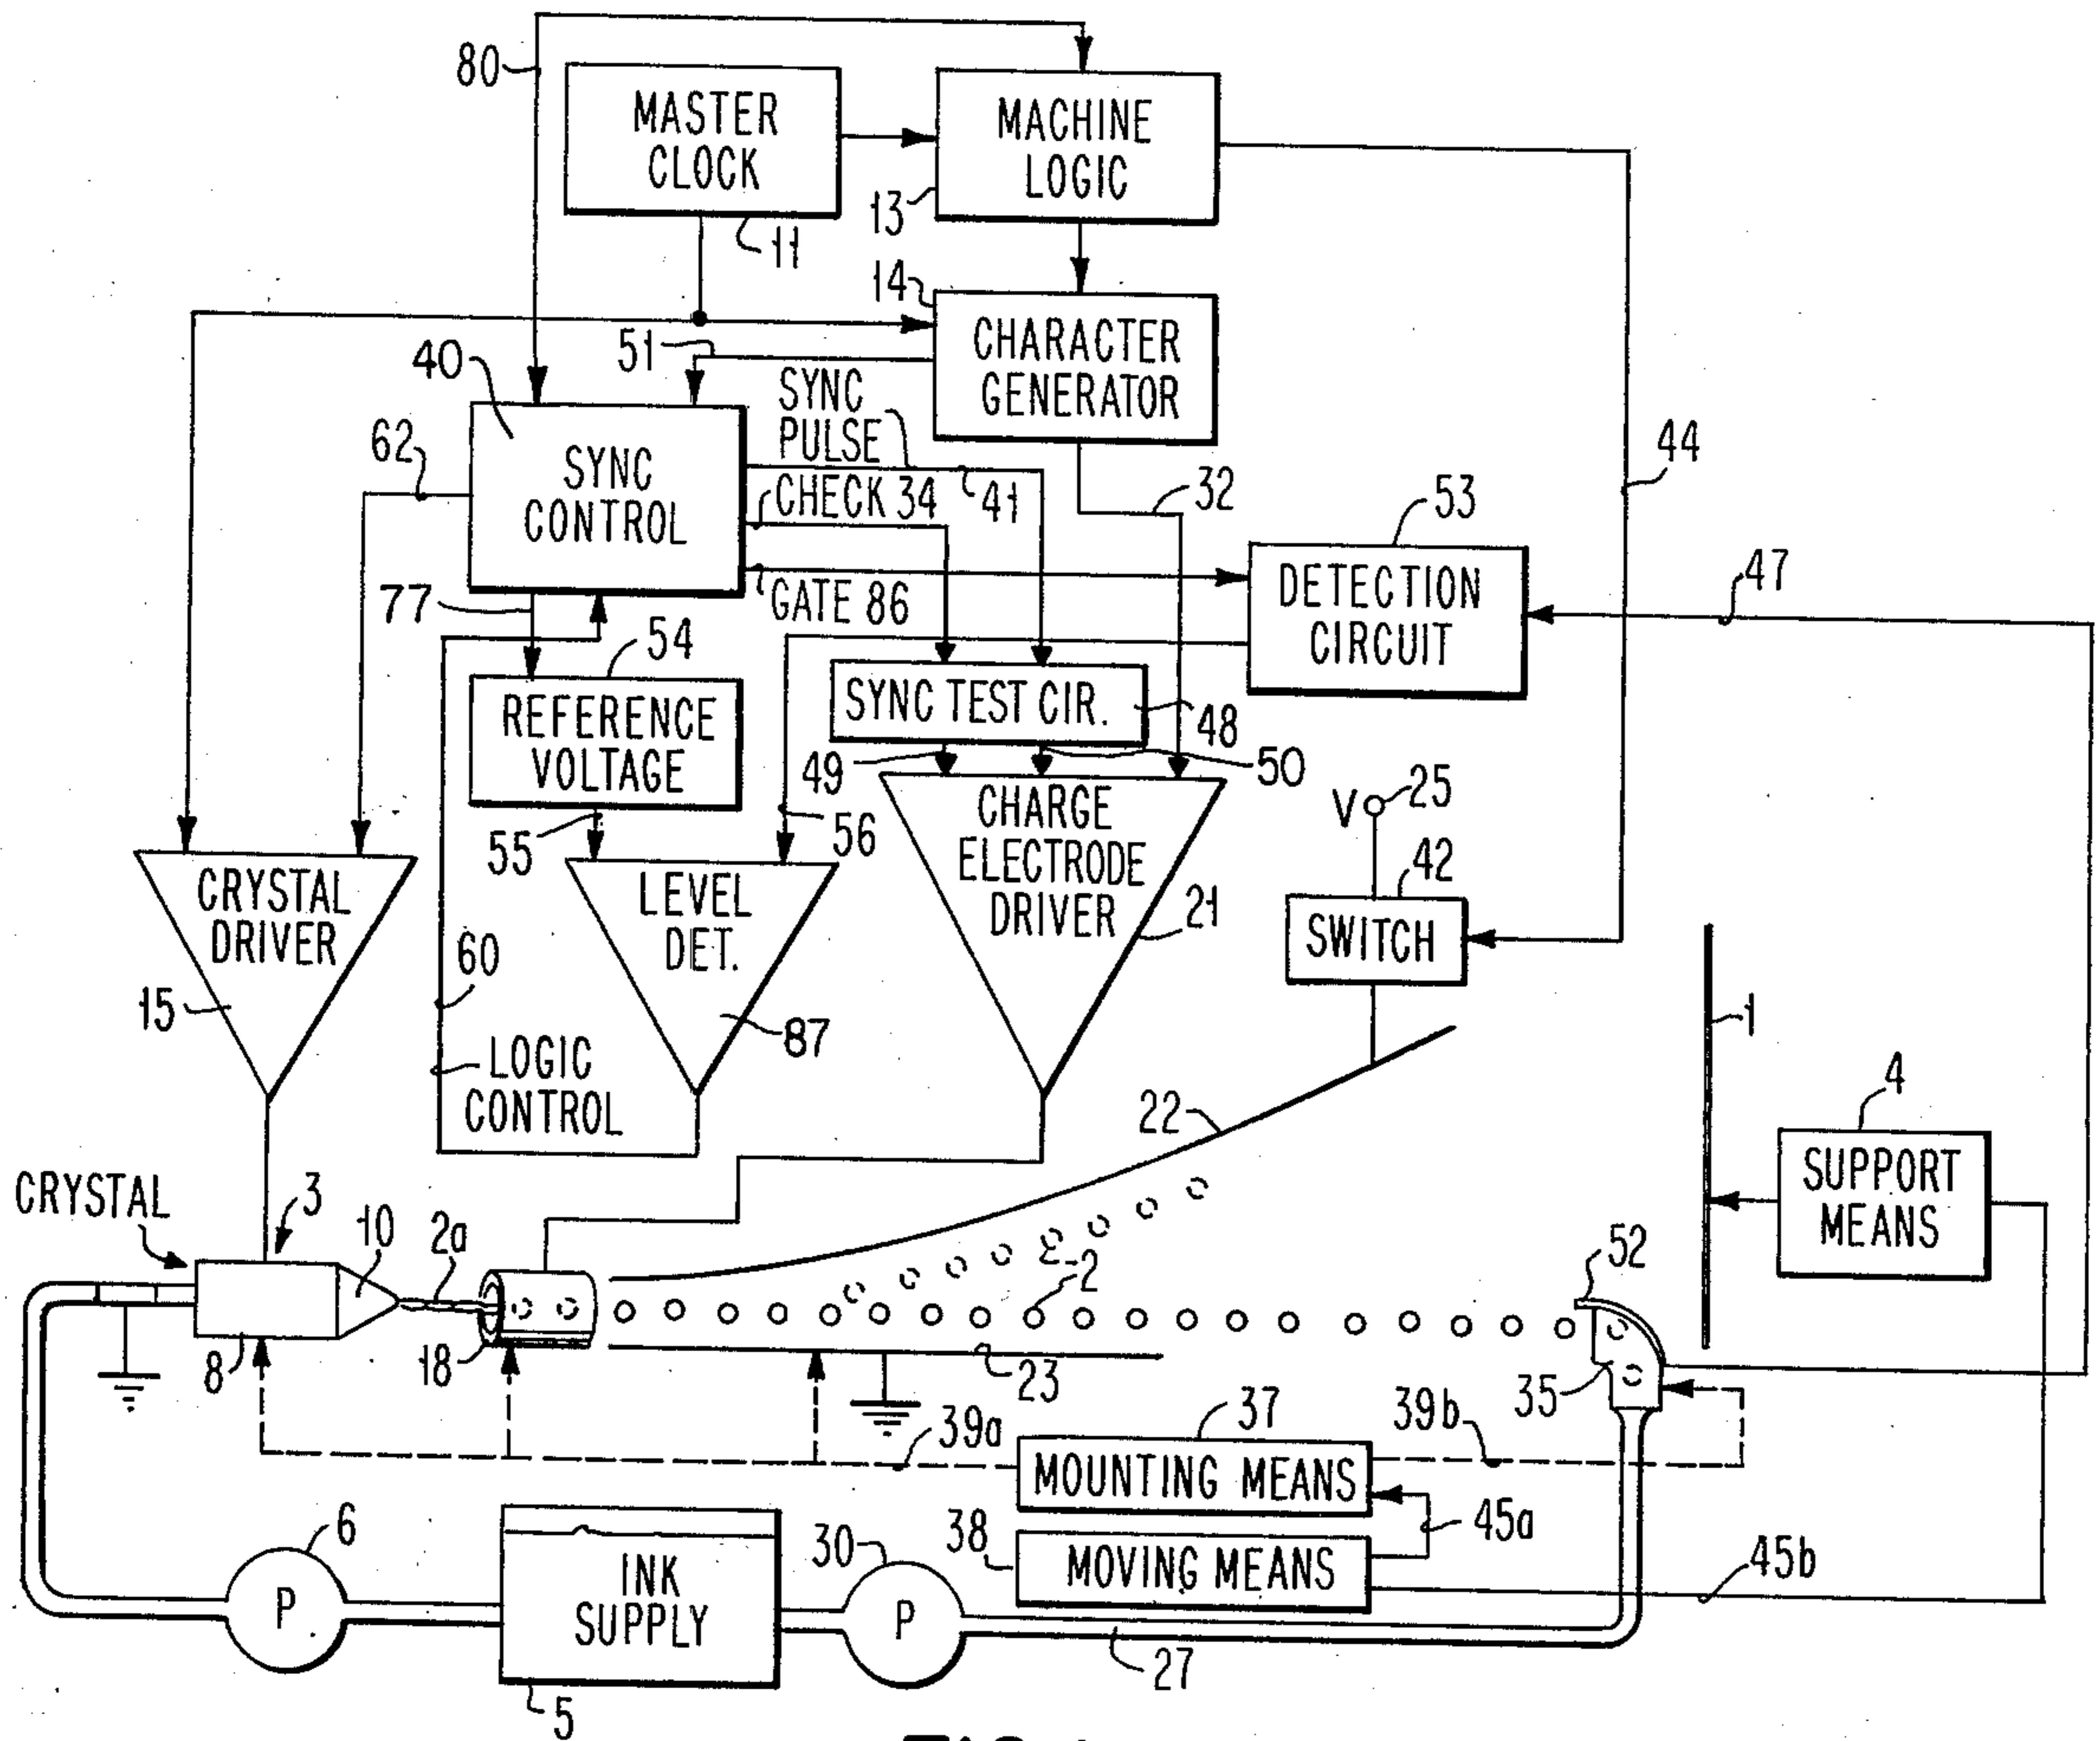 80
MASTER
CLOCK
11
MACHINE
LOGIC
13
14
CHARACTER
GENERATOR
51
40
SYNC
PULSE
62
SYNC
CONTROL
CHECK 34
41
32
44
53
47
77
GATE 86
DETECTION
CIRCUIT
54
REFERENCE
VOLTAGE
SYNC TEST CIR.
48
49
50
55
56
CHARGE
ELECTRODE
DRIVER
V
25
42
SWITCH
CRYSTAL
DRIVER
LEVEL
DET.
21
60
15
87
1
LOGIC
CONTROL
22
4
SUPPORT
MEANS
CRYSTAL
3
10
2a
2
52
8
18
23
35
39a
37
39b
MOUNTING MEANS
6
30
38
45a
MOVING MEANS
45b
P
INK
SUPPLY
P
27
5